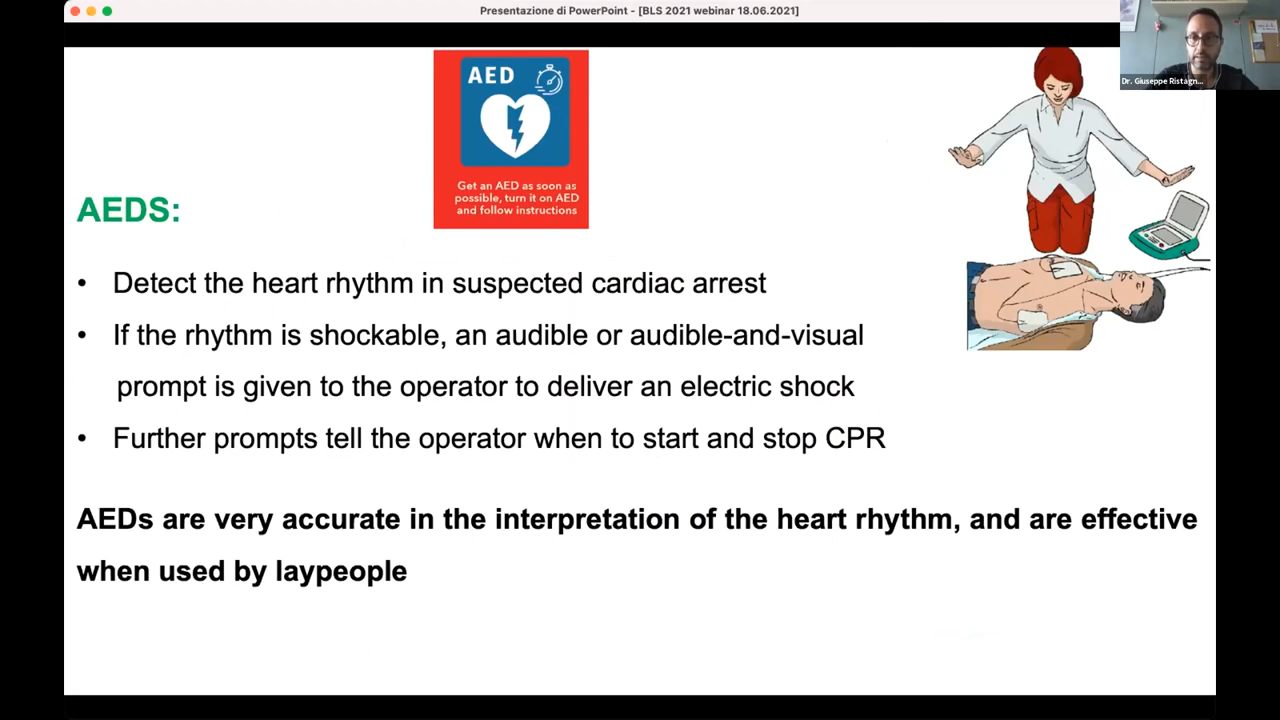 Presentazione di PowerPoint - [BLS 2021 webinar 18.06.2021]
Dr. Giuseppe Ristagn...
AED
Get an AED as soon as
possible, turn it on AED
and follow instructions
AEDS:
• Detect the heart rhythm in suspected cardiac arrest
• If the rhythm is shockable, an audible or audible-and-visual
prompt is given to the operator to deliver an electric shock
• Further prompts tell the operator when to start and stop CPR
AEDs are very accurate in the interpretation of the heart rhythm, and are effective
when used by laypeople